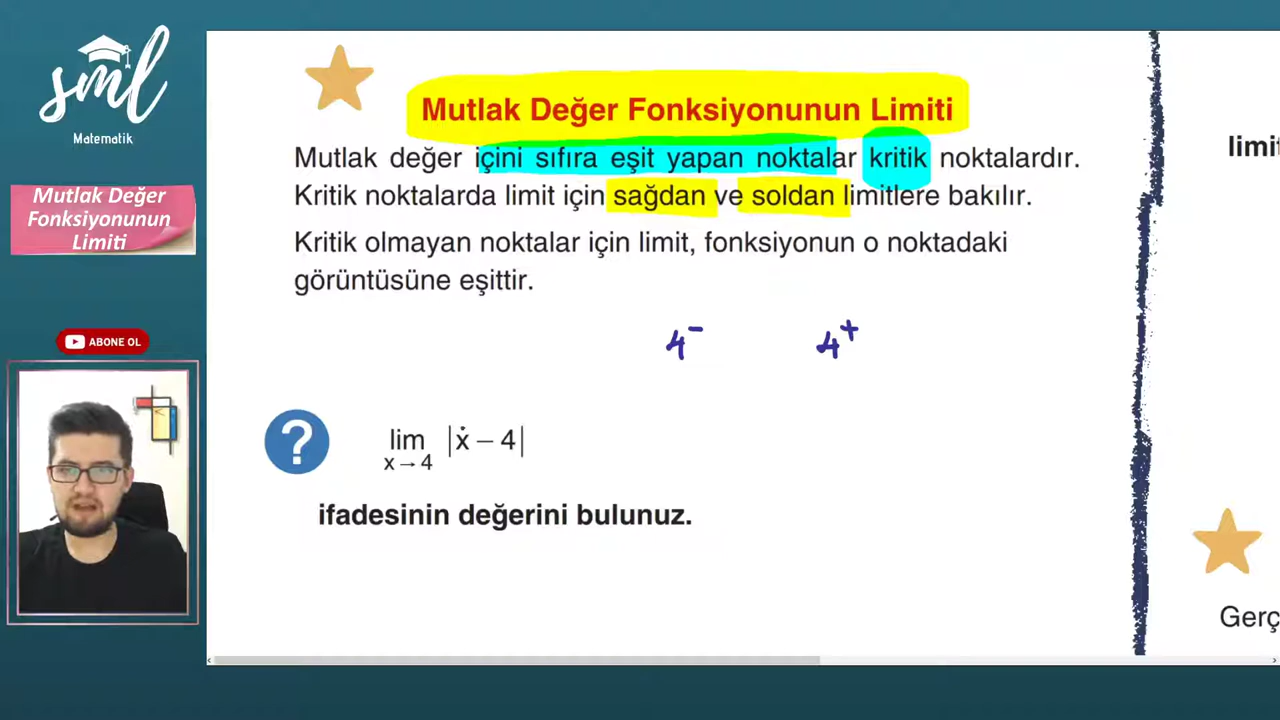 sml
Matematik
Mutlak Değer
Fonksiyonunun
Limiti
ABONE OL
Mutlak Değer Fonksiyonunun Limiti
Mutlak değer içini sıfıra eşit yapan noktalar kritik noktalardır.
Kritik noktalarda limit için sağdan ve soldan limitlere bakılır.
Kritik olmayan noktalar için limit, fonksiyonun o noktadaki
görüntüsüne eşittir.
4⁻ 4⁺
?
lim |x − 4|
x → 4
ifadesinin değerini bulunuz.
limit
Gerç